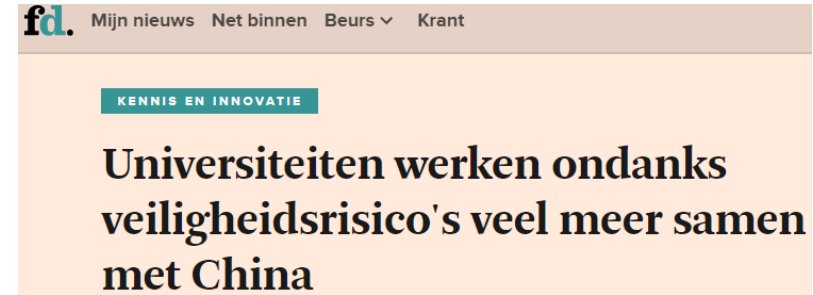 fd. Mijn nieuws Net binnen Beurs Krant
KENNIS EN INNOVATIE
Universiteiten werken ondanks
veiligheidsrisico's veel meer samen
met China